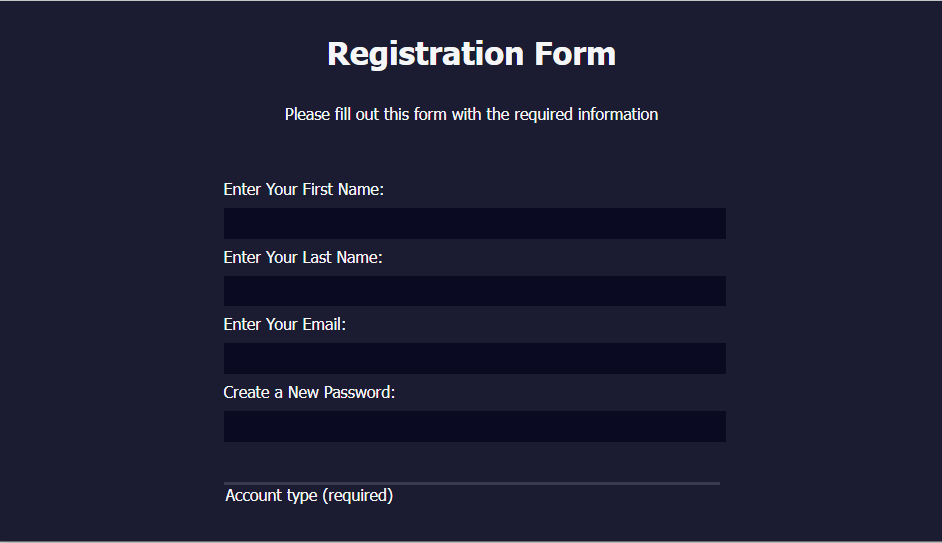 Registration Form
Please fill out this form with the required information
Enter Your First Name:
Enter Your Last Name:
Enter Your Email:
Create a New Password:
Account type (required)